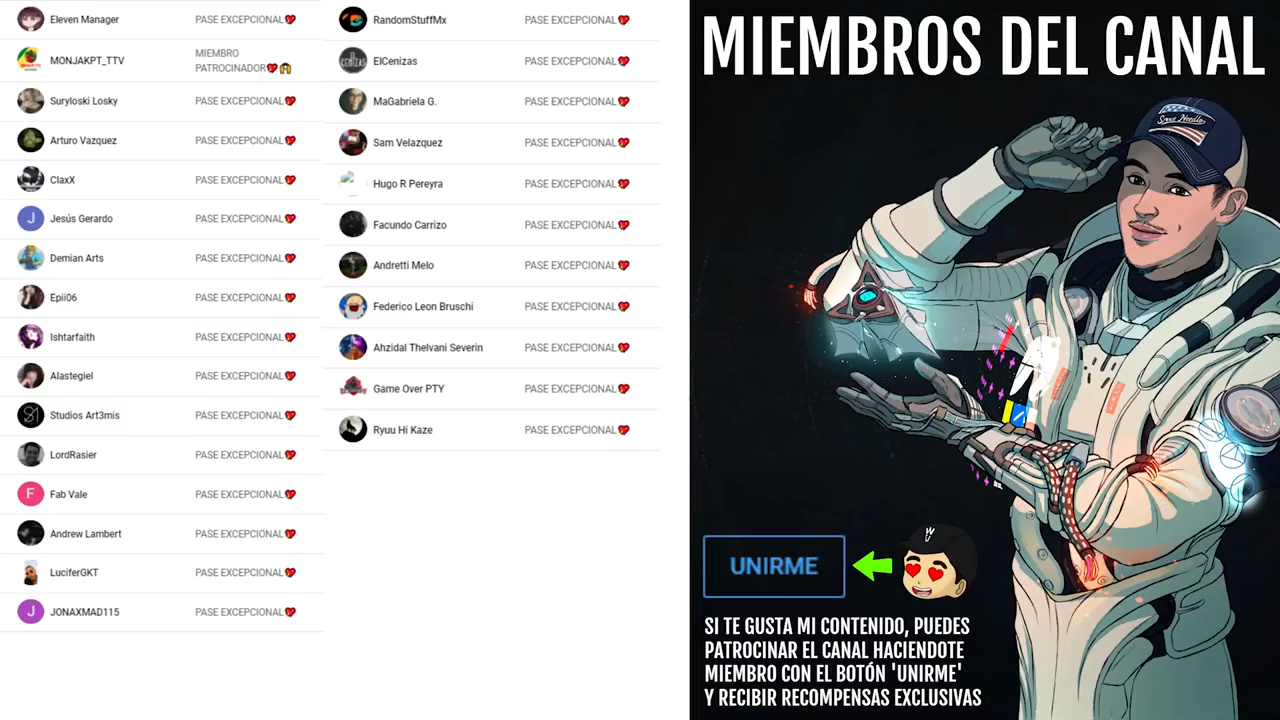 Eleven Manager PASE EXCEPCIONAL
MONJAKPT_TTV MIEMBRO
PATROCINADOR
Suryloski Losky PASE EXCEPCIONAL
Arturo Vazquez PASE EXCEPCIONAL
ClaxX PASE EXCEPCIONAL
J Jesús Gerardo PASE EXCEPCIONAL
Demian Arts PASE EXCEPCIONAL
Epii06 PASE EXCEPCIONAL
Ishtarfaith PASE EXCEPCIONAL
Alastegiel PASE EXCEPCIONAL
Studios Art3mis PASE EXCEPCIONAL
LordRasier PASE EXCEPCIONAL
F Fab Vale PASE EXCEPCIONAL
Andrew Lambert PASE EXCEPCIONAL
LuciferGKT PASE EXCEPCIONAL
J JONAXMAD115 PASE EXCEPCIONAL
RandomStuffMx PASE EXCEPCIONAL
ElCenizas PASE EXCEPCIONAL
MaGabriela G. PASE EXCEPCIONAL
Sam Velazquez PASE EXCEPCIONAL
Hugo R Pereyra PASE EXCEPCIONAL
Facundo Carrizo PASE EXCEPCIONAL
Andretti Melo PASE EXCEPCIONAL
Federico Leon Bruschi PASE EXCEPCIONAL
Ahzidal Thelvani Severin PASE EXCEPCIONAL
Game Over PTY PASE EXCEPCIONAL
Ryuu Hi Kaze PASE EXCEPCIONAL
MIEMBROS DEL CANAL
Space Needle
UNIRME
SI TE GUSTA MI CONTENIDO, PUEDES
PATROCINAR EL CANAL HACIENDOTE
MIEMBRO CON EL BOTÓN 'UNIRME'
Y RECIBIR RECOMPENSAS EXCLUSIVAS